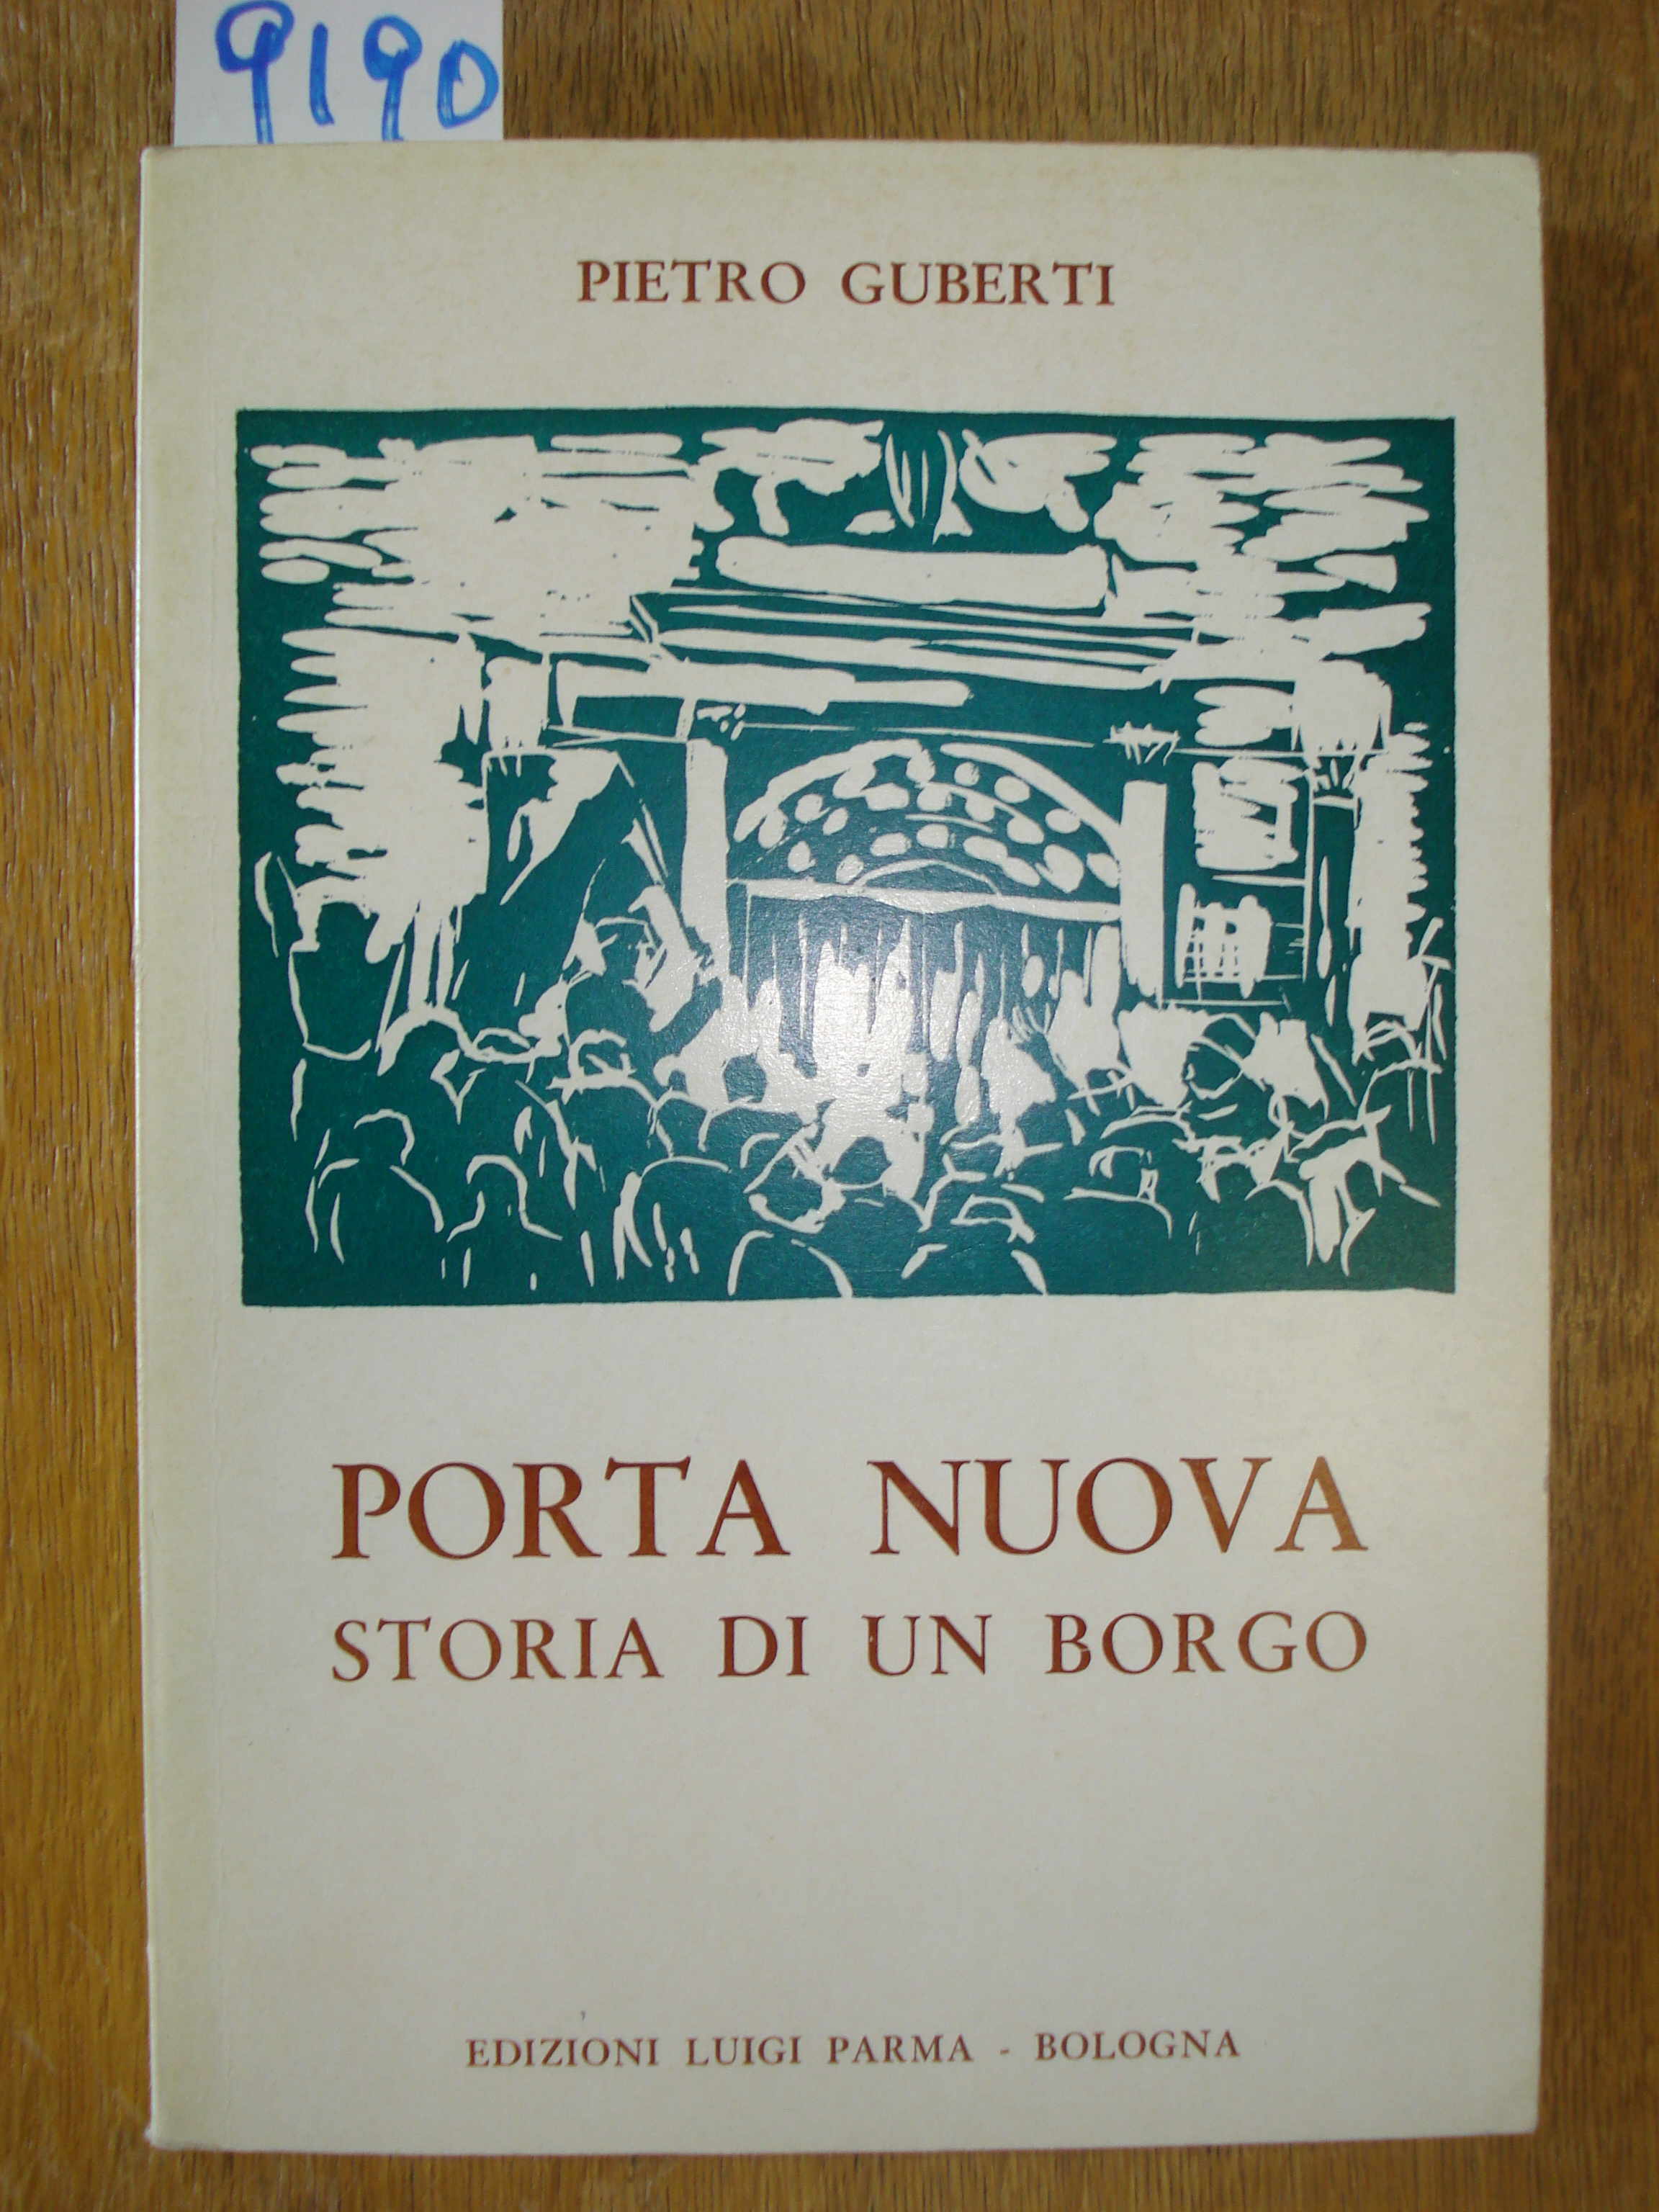 9190
PIETRO GUBERTI
PORTA NUOVA
STORIA DI UN BORGO
EDIZIONI LUIGI PARMA - BOLOGNA